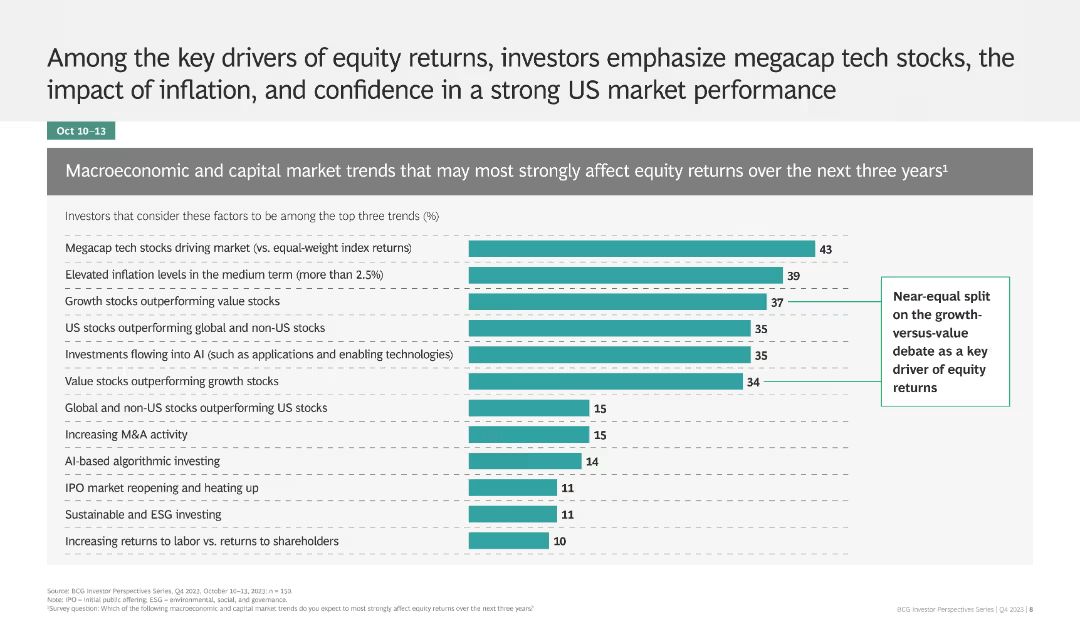 Among the key drivers of equity returns, investors emphasize megacap tech stocks, the
impact of inflation, and confidence in a strong US market performance
Oct 10–13
Macroeconomic and capital market trends that may most strongly affect equity returns over the next three years¹
Investors that consider these factors to be among the top three trends (%)
Megacap tech stocks driving market (vs. equal-weight index returns) 43
Elevated inflation levels in the medium term (more than 2.5%) 39
Growth stocks outperforming value stocks 37
US stocks outperforming global and non-US stocks 35
Investments flowing into AI (such as applications and enabling technologies) 35
Value stocks outperforming growth stocks 34
Global and non-US stocks outperforming US stocks 15
Increasing M&A activity 15
AI-based algorithmic investing 14
IPO market reopening and heating up 11
Sustainable and ESG investing 11
Increasing returns to labor vs. returns to shareholders 10
Near-equal split
on the growth-
versus-value
debate as a key
driver of equity
returns
Source: BCG Investor Perspectives Series, Q4 2023, October 10–13, 2023; n = 150.
Note: IPO = initial public offering; ESG = environmental, social, and governance.
¹Survey question: Which of the following macroeconomic and capital market trends do you expect to most strongly affect equity returns over the next three years?
BCG Investor Perspectives Series | Q4 2023 | 8